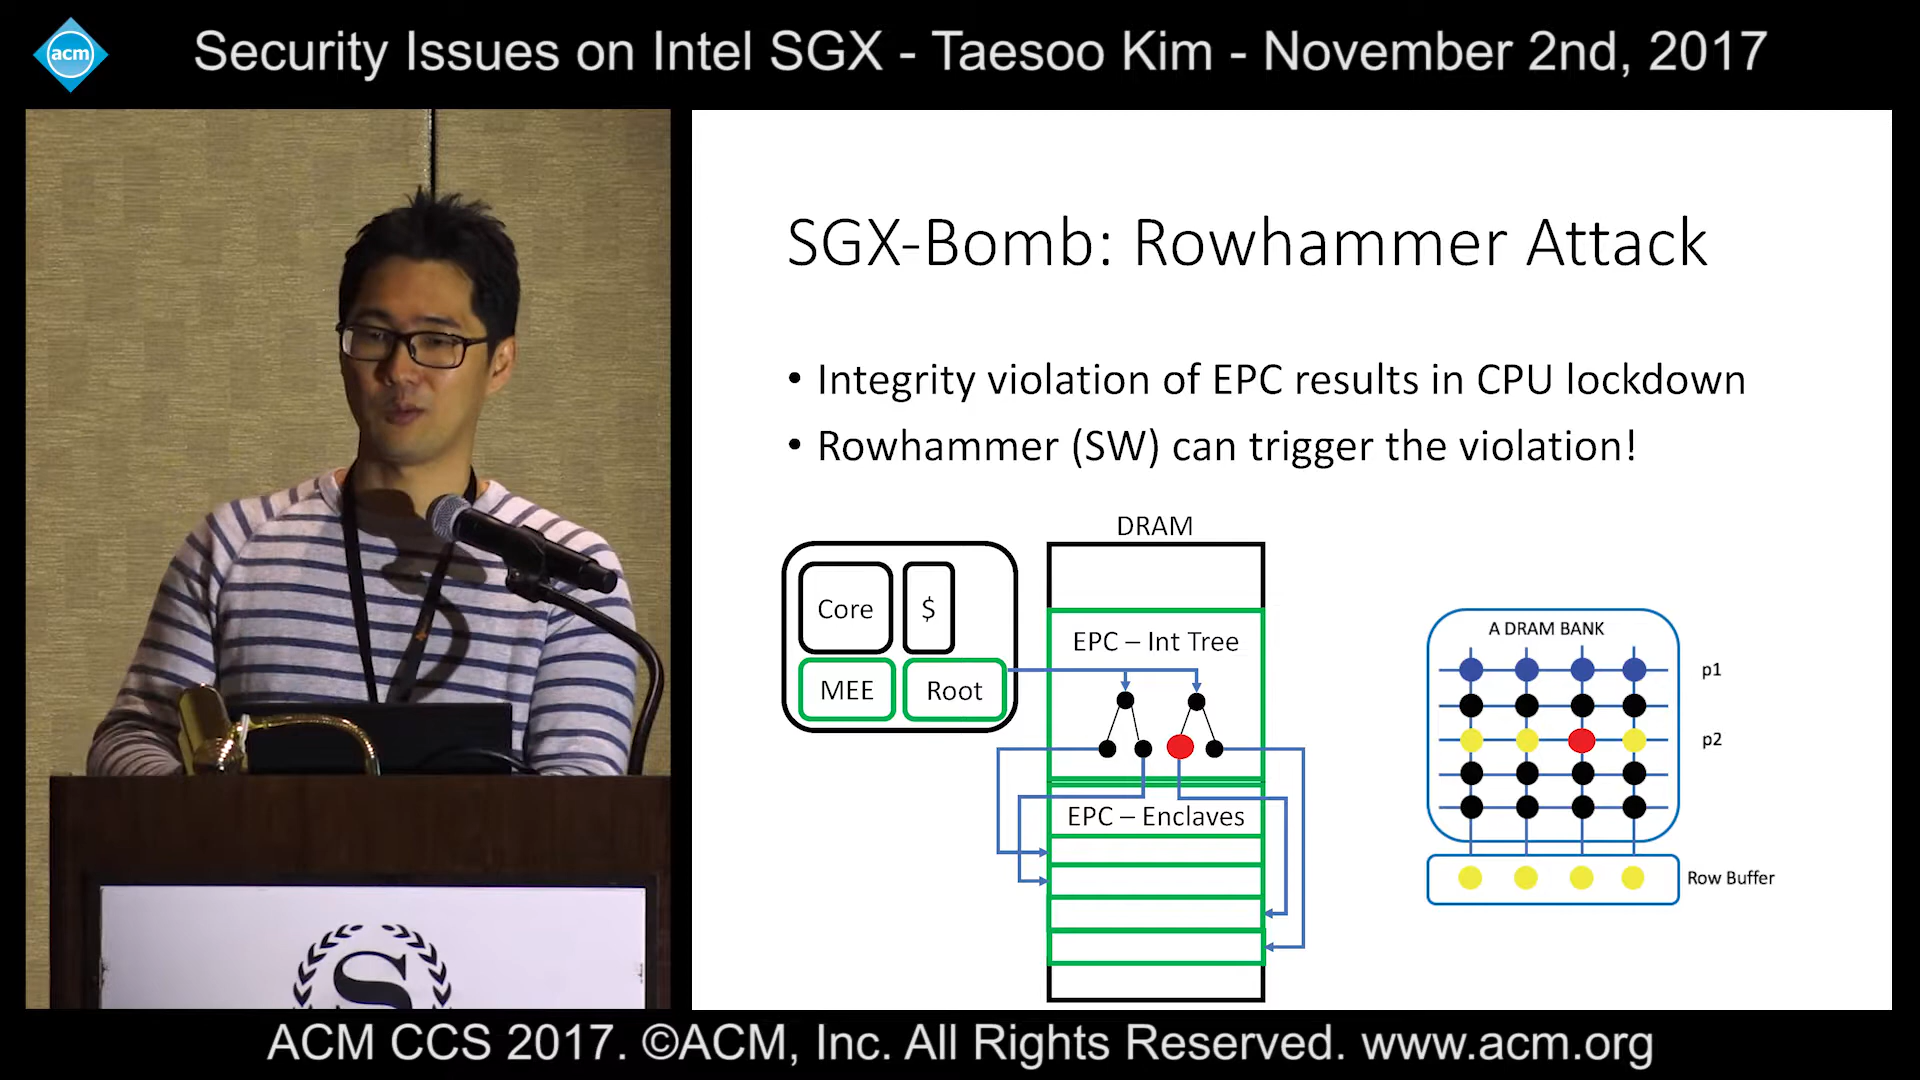 acm
Security Issues on Intel SGX - Taesoo Kim - November 2nd, 2017
SGX-Bomb: Rowhammer Attack
• Integrity violation of EPC results in CPU lockdown
• Rowhammer (SW) can trigger the violation!
DRAM
Core
$
MEE
Root
EPC – Int Tree
EPC – Enclaves
A DRAM BANK
p1
p2
Row Buffer
S
ACM CCS 2017. ©ACM, Inc. All Rights Reserved. www.acm.org